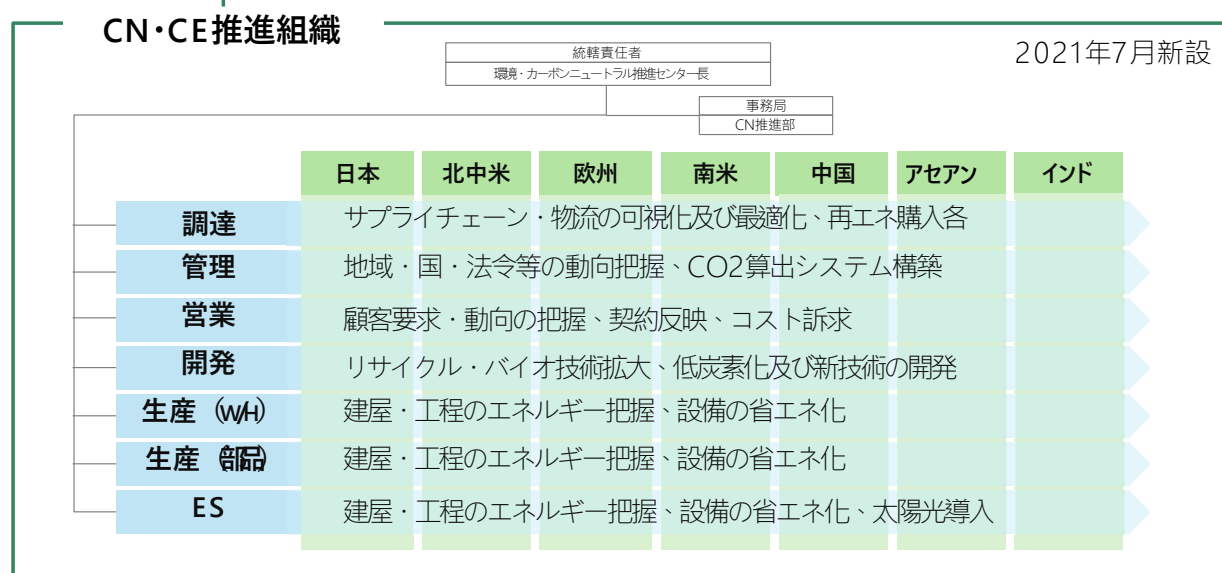 CN･CE推進組織
2021年7月新設
統轄責任者
環境・カーボンニュートラル推進センター長
事務局
CN推進部
日本 北中米 欧州 南米 中国 アセアン インド
調達 サプライチェーン・物流の可視化及び最適化、再エネ購入各
管理 地域・国・法令等の動向把握、CO2算出システム構築
営業 顧客要求・動向の把握、契約反映、コスト訴求
開発 リサイクル・バイオ技術拡大、低炭素化及び新技術の開発
生産（W/H） 建屋・工程のエネルギー把握、設備の省エネ化
生産（部品） 建屋・工程のエネルギー把握、設備の省エネ化
ES 建屋・工程のエネルギー把握、設備の省エネ化、太陽光導入